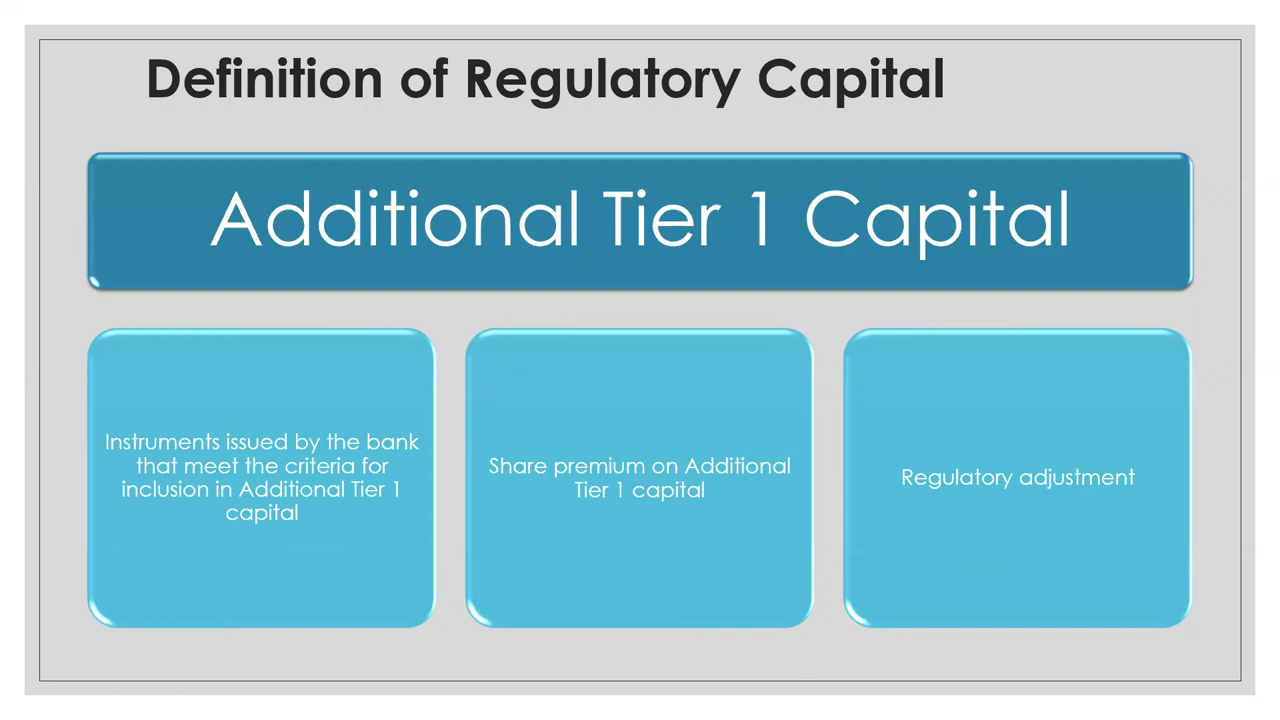 Definition of Regulatory Capital
Additional Tier 1 Capital
Instruments issued by the bank
that meet the criteria for
inclusion in Additional Tier 1
capital
Share premium on Additional
Tier 1 capital
Regulatory adjustment